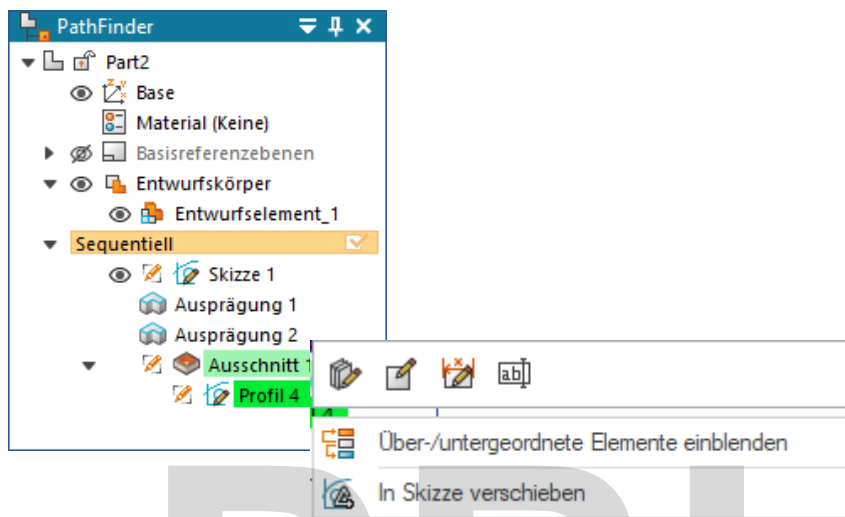 PathFinder
Part2
Base
Material (Keine)
Basisreferenzebenen
Entwurfskörper
Entwurfselement_1
Sequentiell
Skizze 1
Ausprägung 1
Ausprägung 2
Ausschnitt 1
Profil 4
Über-/untergeordnete Elemente einblenden
In Skizze verschieben